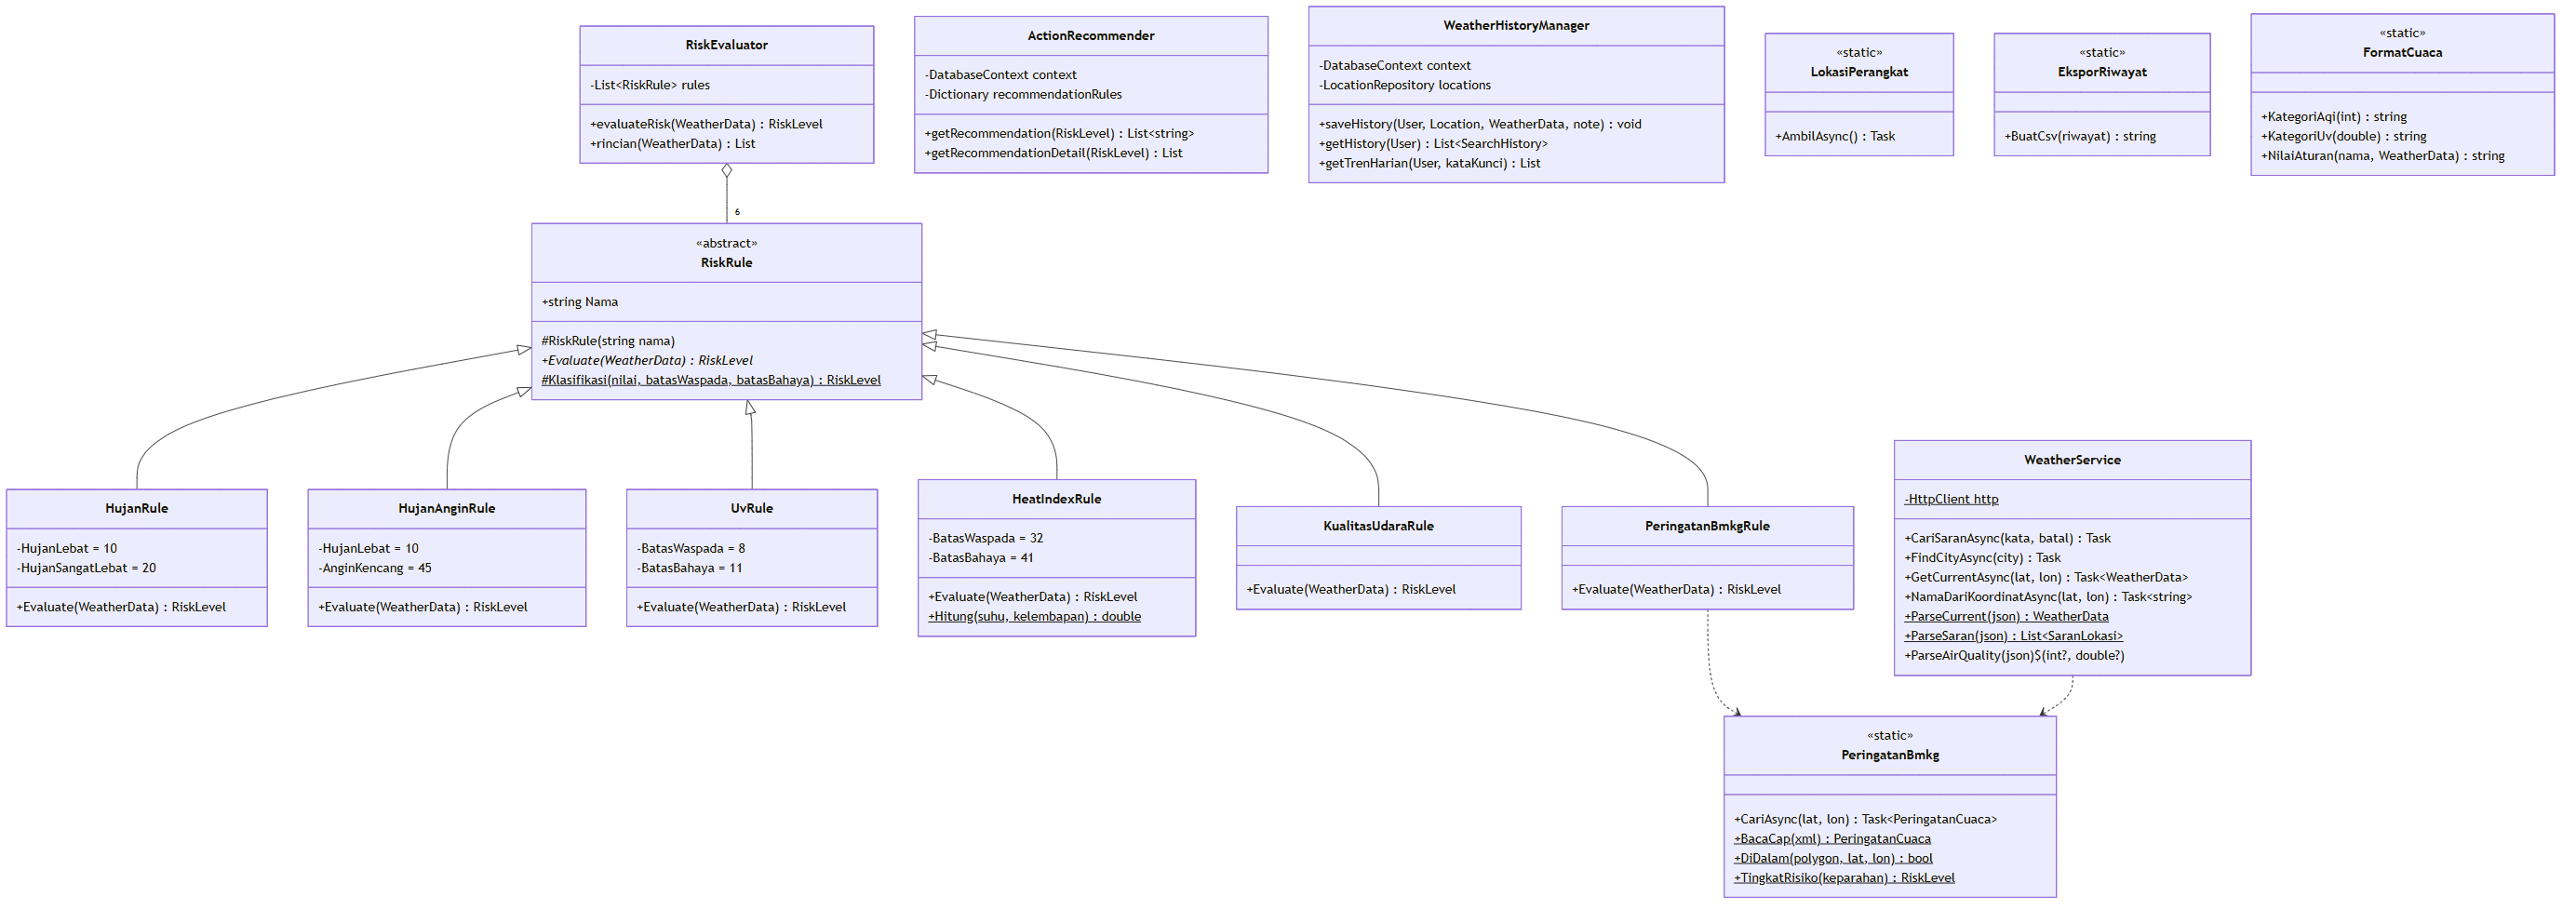 RiskEvaluator
-List<RiskRule> rules
+evaluateRisk(WeatherData) : RiskLevel
+rincian(WeatherData) : List
ActionRecommender
-DatabaseContext context
-Dictionary recommendationRules
+getRecommendation(RiskLevel) : List<string>
+getRecommendationDetail(RiskLevel) : List
WeatherHistoryManager
-DatabaseContext context
-LocationRepository locations
+saveHistory(User, Location, WeatherData, note) : void
+getHistory(User) : List<SearchHistory>
+getTrenHarian(User, kataKunci) : List
«static»
LokasiPerangkat
+AmbilAsync() : Task
«static»
EksporRiwayat
+BuatCsv(riwayat) : string
«static»
FormatCuaca
+KategoriAqi(int) : string
+KategoriUv(double) : string
+NilaiAturan(nama, WeatherData) : string
6
«abstract»
RiskRule
+string Nama
#RiskRule(string nama)
+Evaluate(WeatherData) : RiskLevel
#Klasifikasi(nilai, batasWaspada, batasBahaya) : RiskLevel
HujanRule
-HujanLebat = 10
-HujanSangatLebat = 20
+Evaluate(WeatherData) : RiskLevel
HujanAnginRule
-HujanLebat = 10
-AnginKencang = 45
+Evaluate(WeatherData) : RiskLevel
UvRule
-BatasWaspada = 8
-BatasBahaya = 11
+Evaluate(WeatherData) : RiskLevel
HeatIndexRule
-BatasWaspada = 32
-BatasBahaya = 41
+Evaluate(WeatherData) : RiskLevel
+Hitung(suhu, kelembapan) : double
KualitasUdaraRule
+Evaluate(WeatherData) : RiskLevel
PeringatanBmkgRule
+Evaluate(WeatherData) : RiskLevel
WeatherService
-HttpClient http
+CariSaranAsync(kata, batal) : Task
+FindCityAsync(city) : Task
+GetCurrentAsync(lat, lon) : Task<WeatherData>
+NamaDariKoordinatAsync(lat, lon) : Task<string>
+ParseCurrent(json) : WeatherData
+ParseSaran(json) : List<SaranLokasi>
+ParseAirQuality(json)$(int?, double?)
«static»
PeringatanBmkg
+CariAsync(lat, lon) : Task<PeringatanCuaca>
+BacaCap(xml) : PeringatanCuaca
+DiDalam(polygon, lat, lon) : bool
+TingkatRisiko(keparahan) : RiskLevel